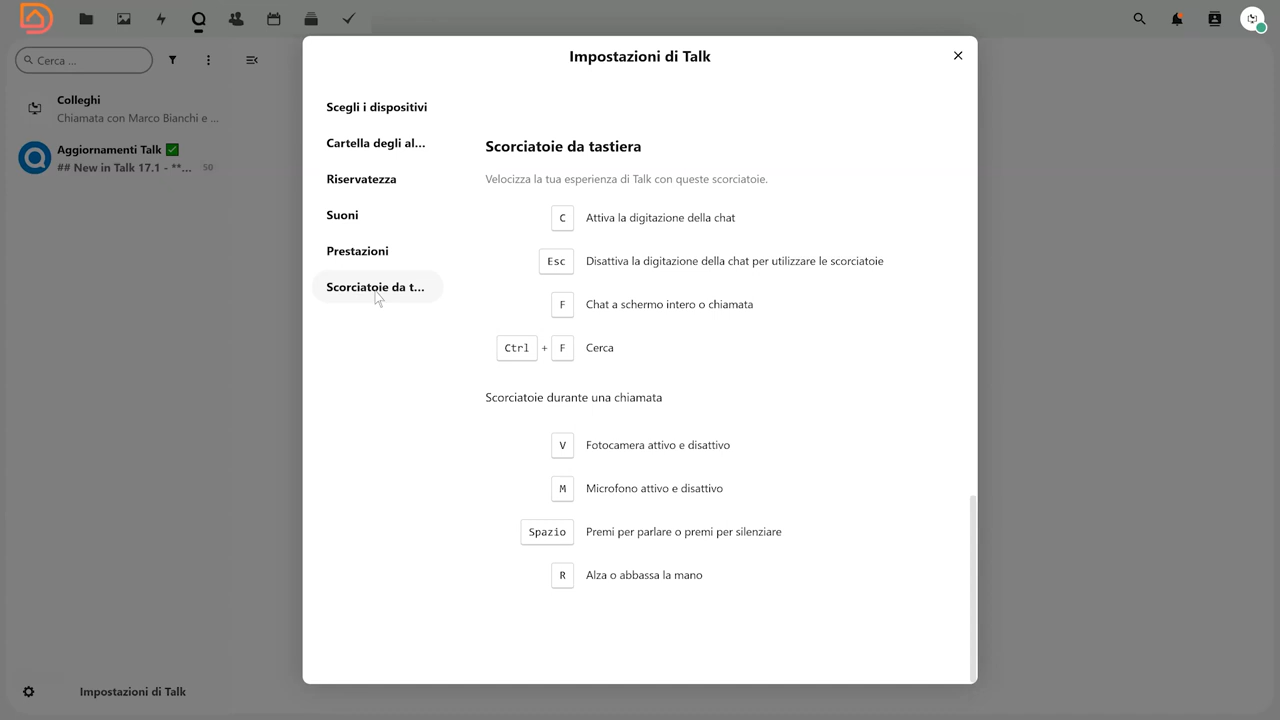 Impostazioni di Talk
Cerca ...
Colleghi
Chiamata con Marco Bianchi e ...
Aggiornamenti Talk ✅
## New in Talk 17.1 - **...
50
Scegli i dispositivi
Cartella degli al...
Riservatezza
Suoni
Prestazioni
Scorciatoie da t...
Scorciatoie da tastiera
Velocizza la tua esperienza di Talk con queste scorciatoie.
C Attiva la digitazione della chat
Esc Disattiva la digitazione della chat per utilizzare le scorciatoie
F Chat a schermo intero o chiamata
Ctrl + F Cerca
Scorciatoie durante una chiamata
V Fotocamera attivo e disattivo
M Microfono attivo e disattivo
Spazio Premi per parlare o premi per silenziare
R Alza o abbassa la mano
Impostazioni di Talk